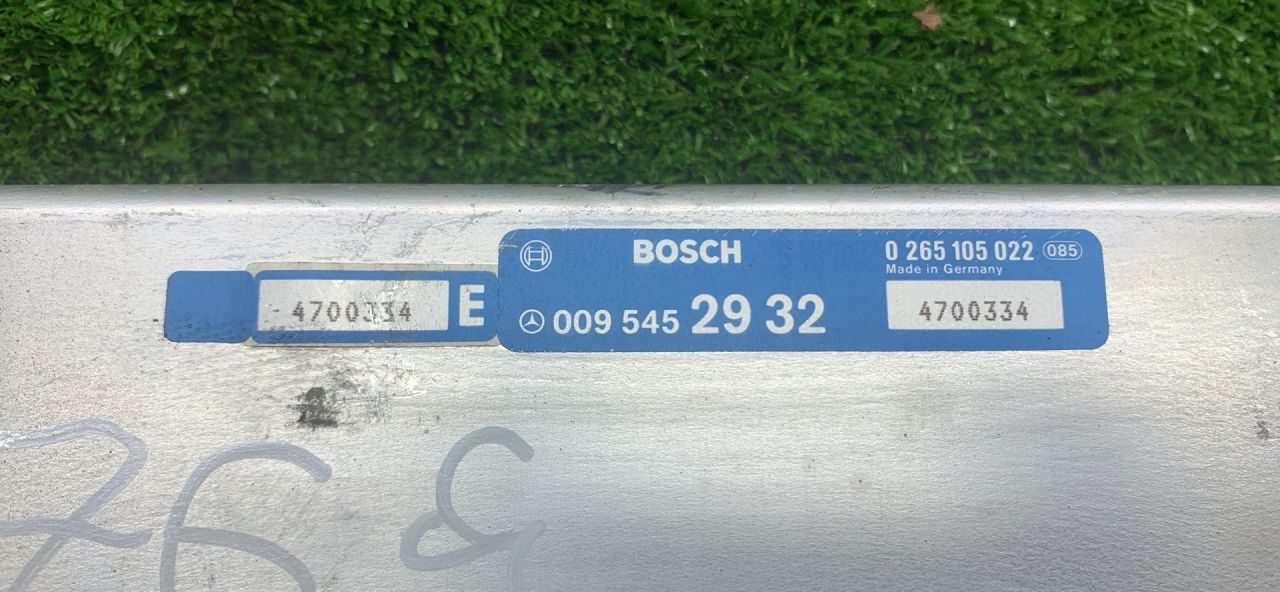 BOSCH
0 265 105 022 085
Made in Germany
4700334 E
009 545 29 32
4700334